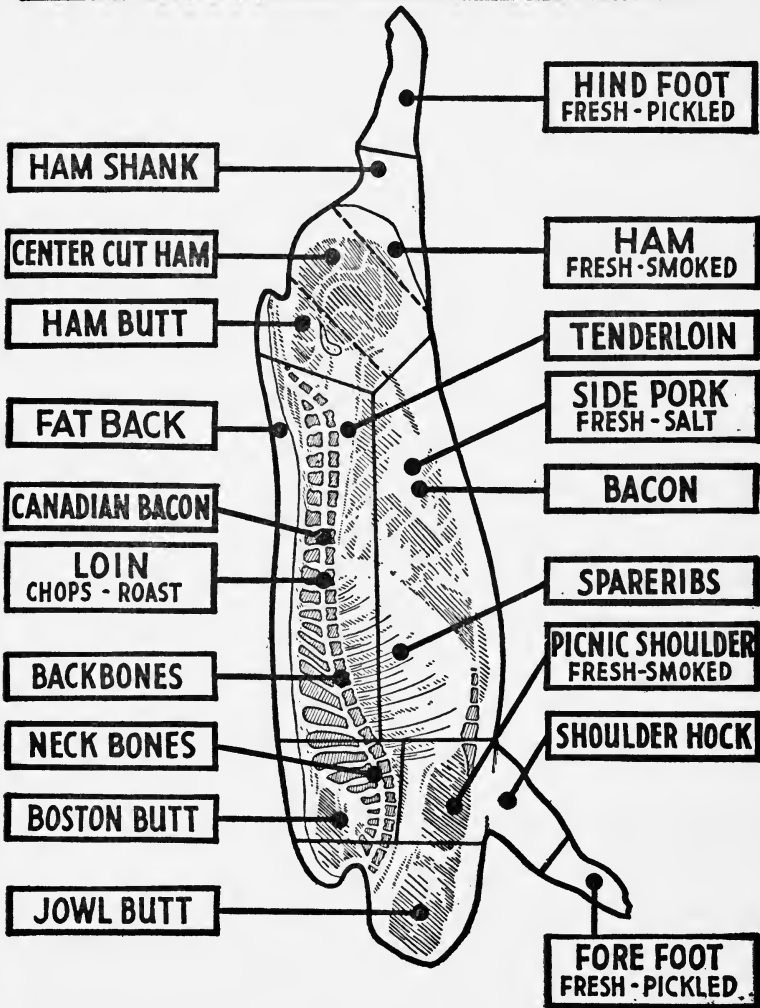 HAM SHANK
CENTER CUT HAM
HAM BUTT
FAT BACK
CANADIAN BACON
LOIN
CHOPS - ROAST
BACKBONES
NECK BONES
BOSTON BUTT
JOWL BUTT
HIND FOOT
FRESH - PICKLED
HAM
FRESH - SMOKED
TENDERLOIN
SIDE PORK
FRESH - SALT
BACON
SPARERIBS
PICNIC SHOULDER
FRESH-SMOKED
SHOULDER HOCK
FORE FOOT
FRESH - PICKLED